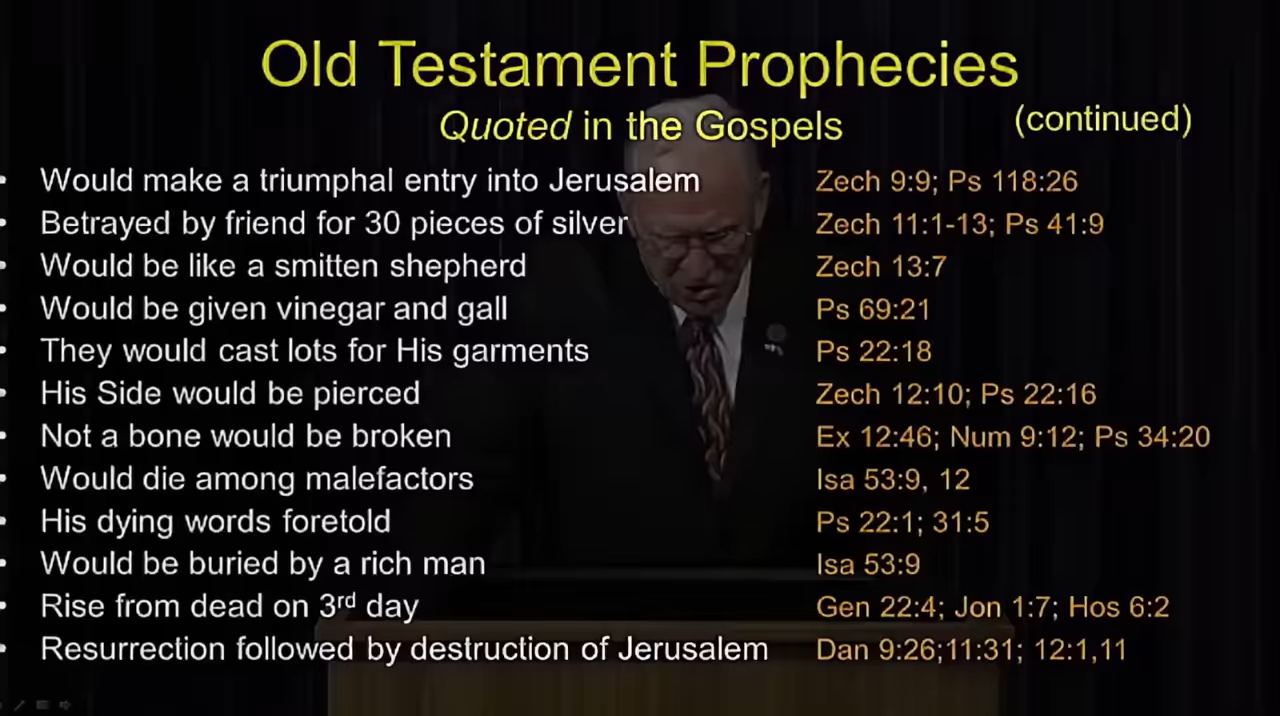 Old Testament Prophecies
Quoted in the Gospels
(continued)
• Would make a triumphal entry into Jerusalem Zech 9:9; Ps 118:26
• Betrayed by friend for 30 pieces of silver Zech 11:1-13; Ps 41:9
• Would be like a smitten shepherd Zech 13:7
• Would be given vinegar and gall Ps 69:21
• They would cast lots for His garments Ps 22:18
• His Side would be pierced Zech 12:10; Ps 22:16
• Not a bone would be broken Ex 12:46; Num 9:12; Ps 34:20
• Would die among malefactors Isa 53:9, 12
• His dying words foretold Ps 22:1; 31:5
• Would be buried by a rich man Isa 53:9
• Rise from dead on 3rd day Gen 22:4; Jon 1:7; Hos 6:2
• Resurrection followed by destruction of Jerusalem Dan 9:26;11:31; 12:1,11